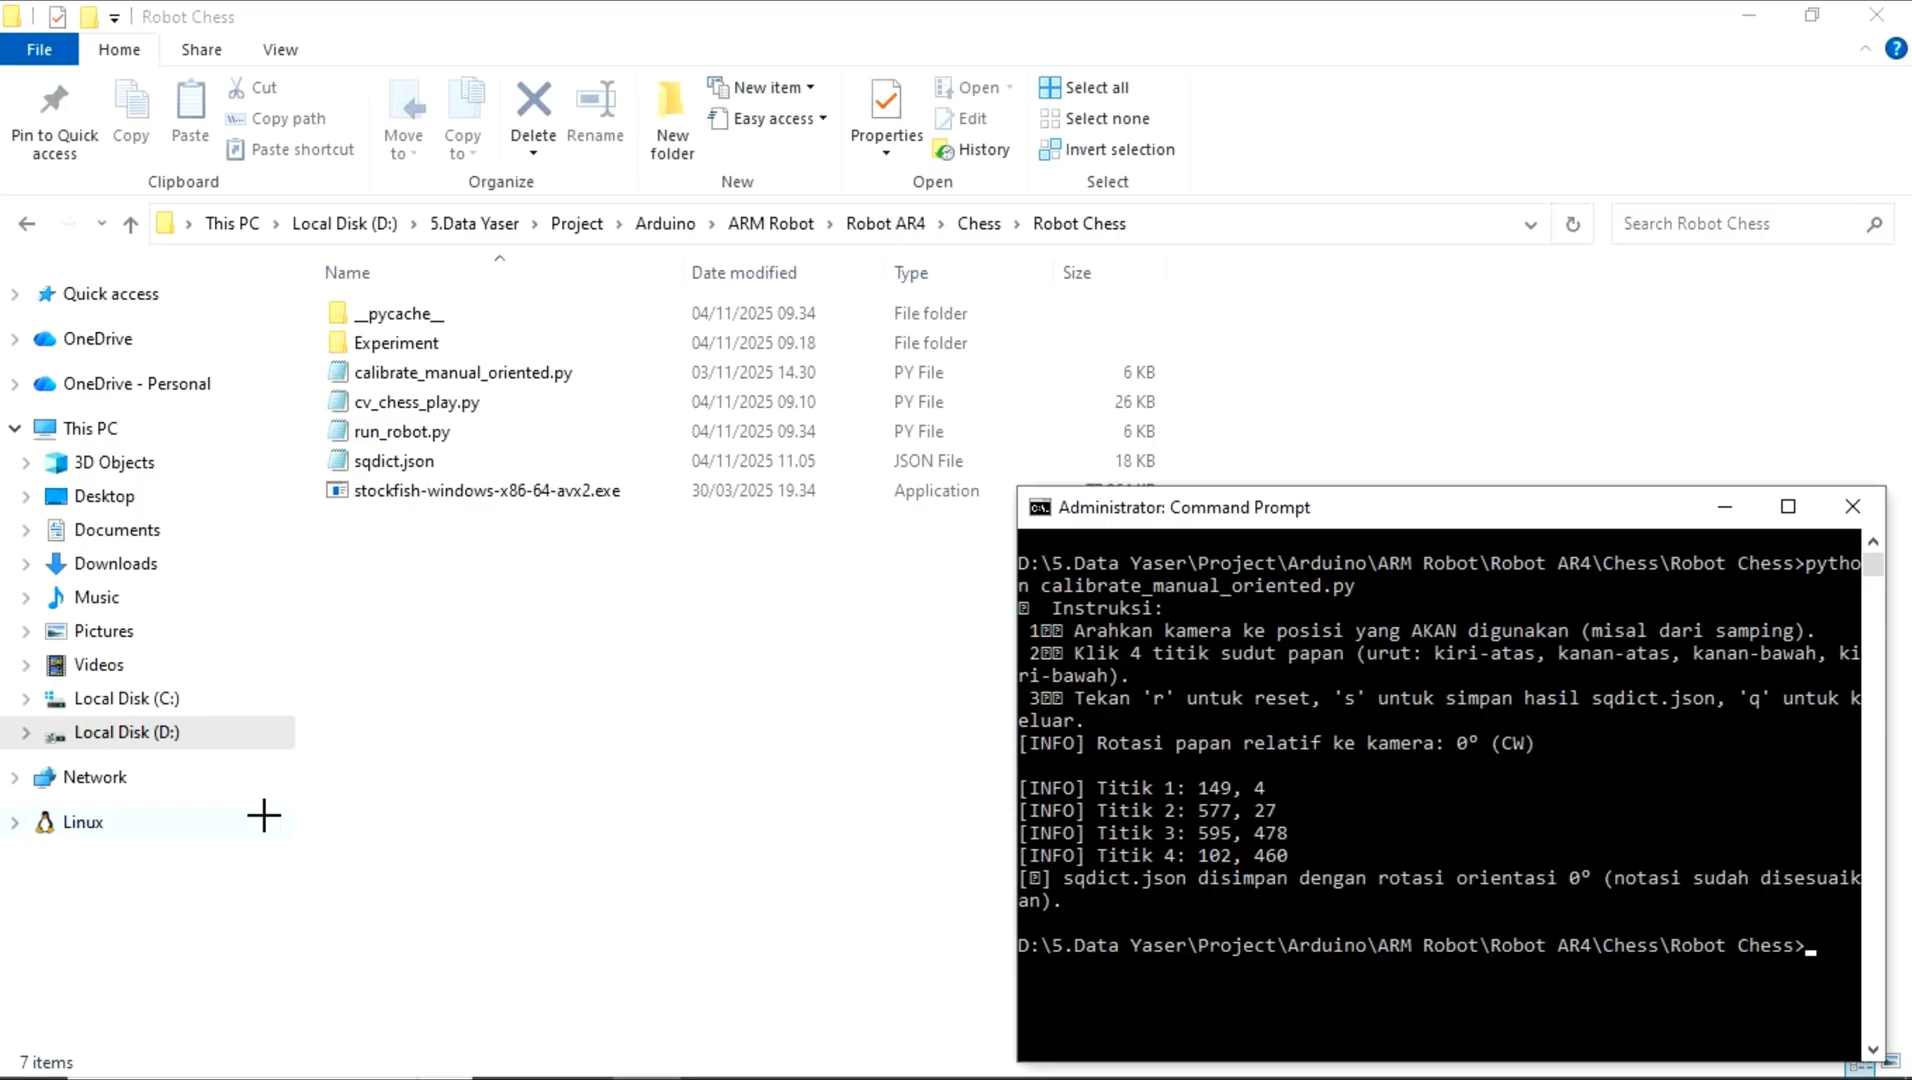 Robot Chess
File
Home
Share
View
Pin to Quick access
Copy
Paste
Cut
Copy path
Paste shortcut
Clipboard
Move to
Copy to
Delete
Rename
Organize
New folder
New item
Easy access
New
Properties
Open
Edit
History
Open
Select all
Select none
Invert selection
Select
This PC > Local Disk (D:) > 5.Data Yaser > Project > Arduino > ARM Robot > Robot AR4 > Chess > Robot Chess
Search Robot Chess
Quick access
OneDrive
OneDrive - Personal
This PC
3D Objects
Desktop
Documents
Downloads
Music
Pictures
Videos
Local Disk (C:)
Local Disk (D:)
Network
Linux
Name Date modified Type Size
__pycache__ 04/11/2025 09.34 File folder
Experiment 04/11/2025 09.18 File folder
calibrate_manual_oriented.py 03/11/2025 14.30 PY File 6 KB
cv_chess_play.py 04/11/2025 09.10 PY File 26 KB
run_robot.py 04/11/2025 09.34 PY File 6 KB
sqdict.json 04/11/2025 11.05 JSON File 18 KB
stockfish-windows-x86-64-avx2.exe 30/03/2025 19.34 Application
Administrator: Command Prompt
D:\5.Data Yaser\Project\Arduino\ARM Robot\Robot AR4\Chess\Robot Chess>pytho
n calibrate_manual_oriented.py
Instruksi:
1 Arahkan kamera ke posisi yang AKAN digunakan (misal dari samping).
2 Klik 4 titik sudut papan (urut: kiri-atas, kanan-atas, kanan-bawah, ki
ri-bawah).
3 Tekan 'r' untuk reset, 's' untuk simpan hasil sqdict.json, 'q' untuk k
eluar.
[INFO] Rotasi papan relatif ke kamera: 0° (CW)
[INFO] Titik 1: 149, 4
[INFO] Titik 2: 577, 27
[INFO] Titik 3: 595, 478
[INFO] Titik 4: 102, 460
[] sqdict.json disimpan dengan rotasi orientasi 0° (notasi sudah disesuaik
an).
D:\5.Data Yaser\Project\Arduino\ARM Robot\Robot AR4\Chess\Robot Chess>_
7 items